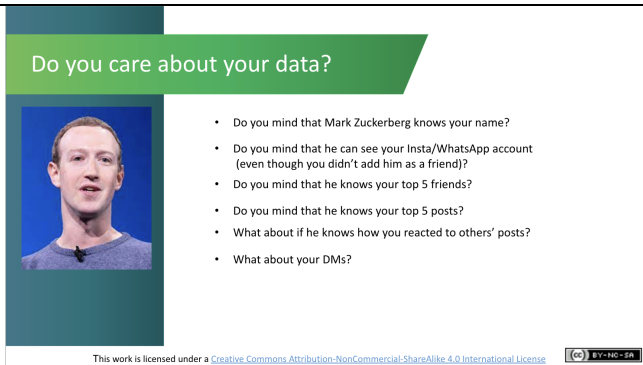 Do you care about your data?
• Do you mind that Mark Zuckerberg knows your name?
• Do you mind that he can see your Insta/WhatsApp account
(even though you didn't add him as a friend)?
• Do you mind that he knows your top 5 friends?
• Do you mind that he knows your top 5 posts?
• What about if he knows how you reacted to others' posts?
• What about your DMs?
This work is licensed under a Creative Commons Attribution-NonCommercial-ShareAlike 4.0 International License
(cc) BY-NC-SA